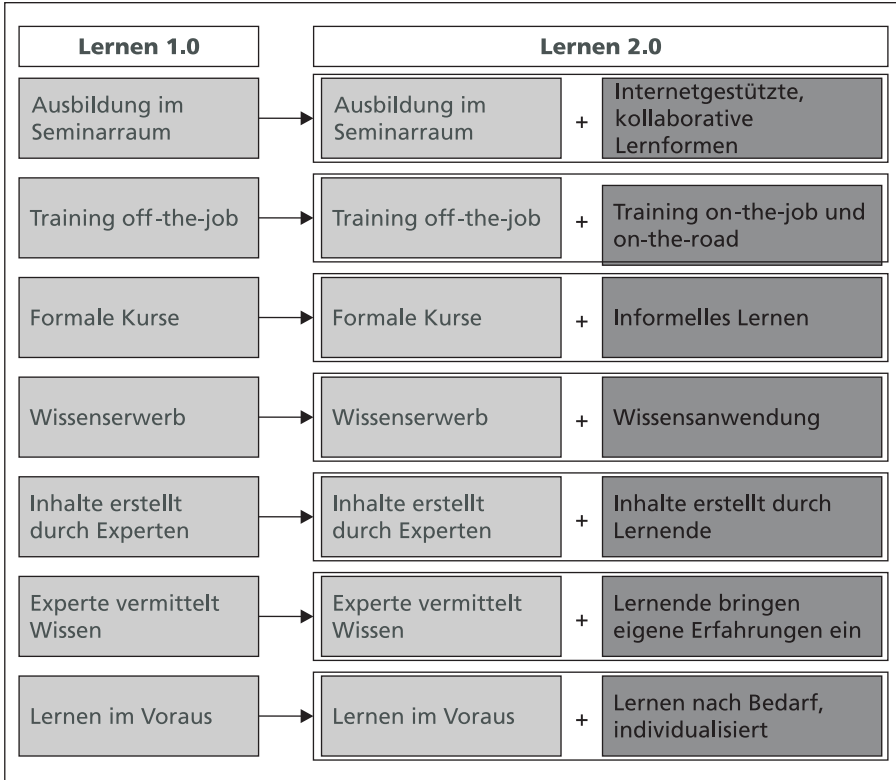 Lernen 1.0
Lernen 2.0
Ausbildung im
Seminarraum
Ausbildung im
Seminarraum
+
Internetgestützte,
kollaborative
Lernformen
Training off-the-job
Training off-the-job
+
Training on-the-job und
on-the-road
Formale Kurse
Formale Kurse
+
Informelles Lernen
Wissenserwerb
Wissenserwerb
+
Wissensanwendung
Inhalte erstellt
durch Experten
Inhalte erstellt
durch Experten
+
Inhalte erstellt durch
Lernende
Experte vermittelt
Wissen
Experte vermittelt
Wissen
+
Lernende bringen
eigene Erfahrungen ein
Lernen im Voraus
Lernen im Voraus
+
Lernen nach Bedarf,
individualisiert